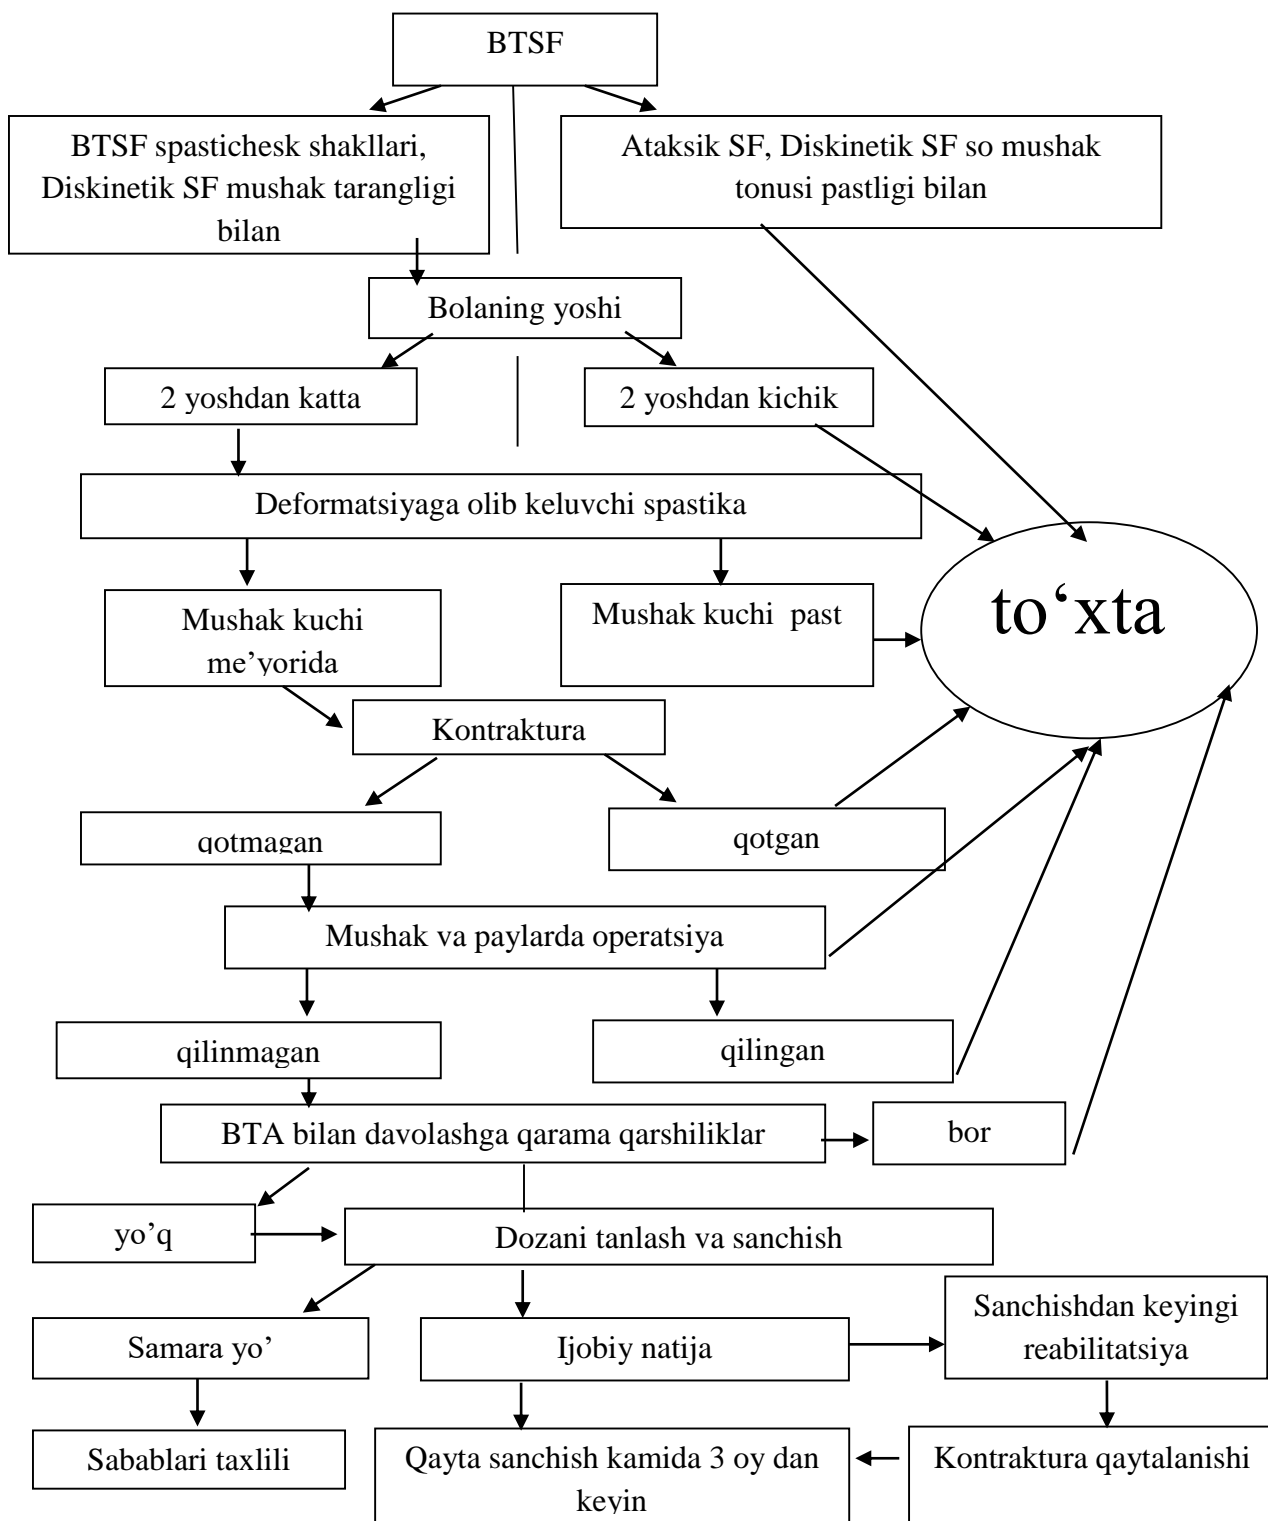 BTSF
BTSF spastichesk shakllari,
Diskinetik SF mushak tarangligi
bilan
Ataksik SF, Diskinetik SF so mushak
tonusi pastligi bilan
Bolaning yoshi
2 yoshdan katta
2 yoshdan kichik
Deformatsiyaga olib keluvchi spastika
to‘xta
Mushak kuchi
me’yorida
Mushak kuchi past
Kontraktura
qotmagan
qotgan
Mushak va paylarda operatsiya
qilinmagan
qilingan
BTA bilan davolashga qarama qarshiliklar
bor
yo’q
Dozani tanlash va sanchish
Samara yo’
Ijobiy natija
Sanchishdan keyingi
reabilitatsiya
Sabablari taxlili
Qayta sanchish kamida 3 oy dan
keyin
Kontraktura qaytalanishi